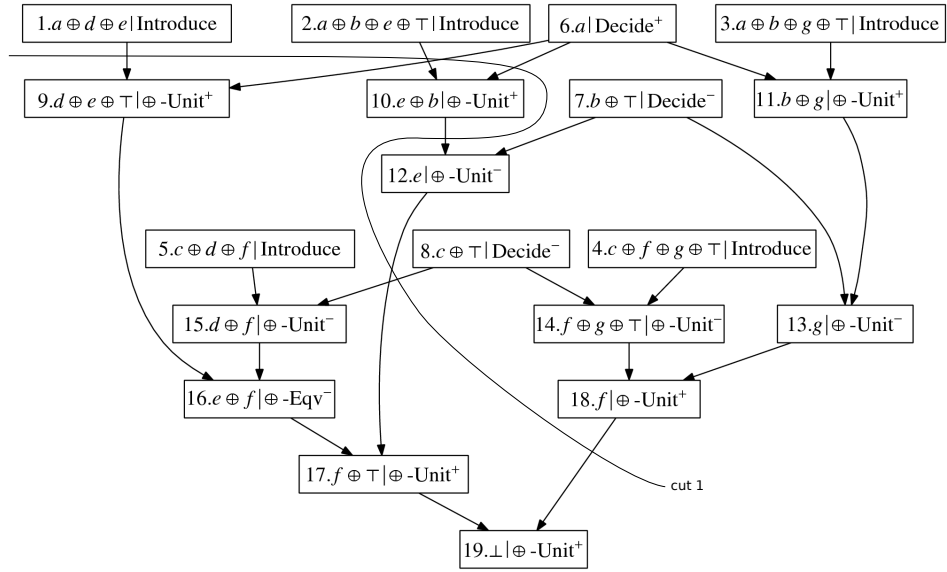 1.a ⊕ d ⊕ e | Introduce
2.a ⊕ b ⊕ e ⊕ ⊤ | Introduce
6.a | Decide⁺
3.a ⊕ b ⊕ g ⊕ ⊤ | Introduce
9.d ⊕ e ⊕ ⊤ | ⊕ -Unit⁺
10.e ⊕ b | ⊕ -Unit⁺
7.b ⊕ ⊤ | Decide⁻
11.b ⊕ g | ⊕ -Unit⁺
12.e | ⊕ -Unit⁻
5.c ⊕ d ⊕ f | Introduce
8.c ⊕ ⊤ | Decide⁻
4.c ⊕ f ⊕ g ⊕ ⊤ | Introduce
15.d ⊕ f | ⊕ -Unit⁻
14.f ⊕ g ⊕ ⊤ | ⊕ -Unit⁻
13.g | ⊕ -Unit⁻
16.e ⊕ f | ⊕ -Eqv⁻
18.f | ⊕ -Unit⁺
17.f ⊕ ⊤ | ⊕ -Unit⁺
cut 1
19.⊥ | ⊕ -Unit⁺